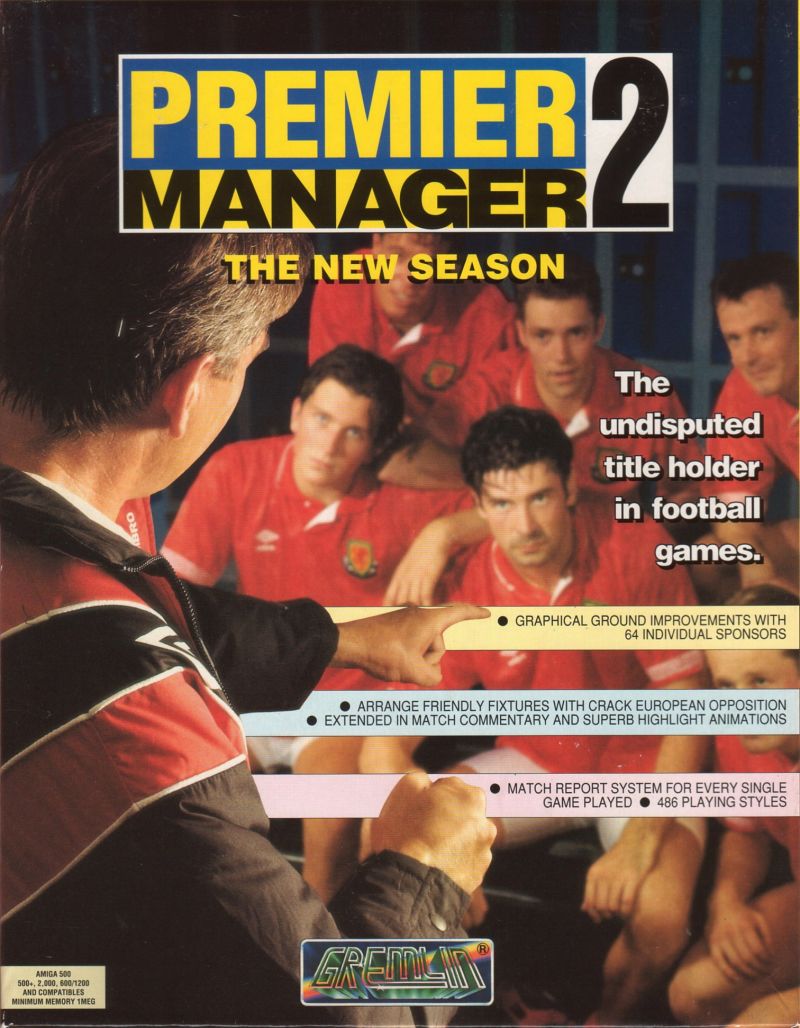 PREMIER
MANAGER 2
THE NEW SEASON
The
undisputed
title holder
in football
games.
● GRAPHICAL GROUND IMPROVEMENTS WITH
64 INDIVIDUAL SPONSORS
● ARRANGE FRIENDLY FIXTURES WITH CRACK EUROPEAN OPPOSITION
● EXTENDED IN MATCH COMMENTARY AND SUPERB HIGHLIGHT ANIMATIONS
● MATCH REPORT SYSTEM FOR EVERY SINGLE
GAME PLAYED ● 486 PLAYING STYLES
GREMLIN®
AMIGA 500
500+, 2,000, 600/1200
AND COMPATIBLES
MINIMUM MEMORY 1MEG